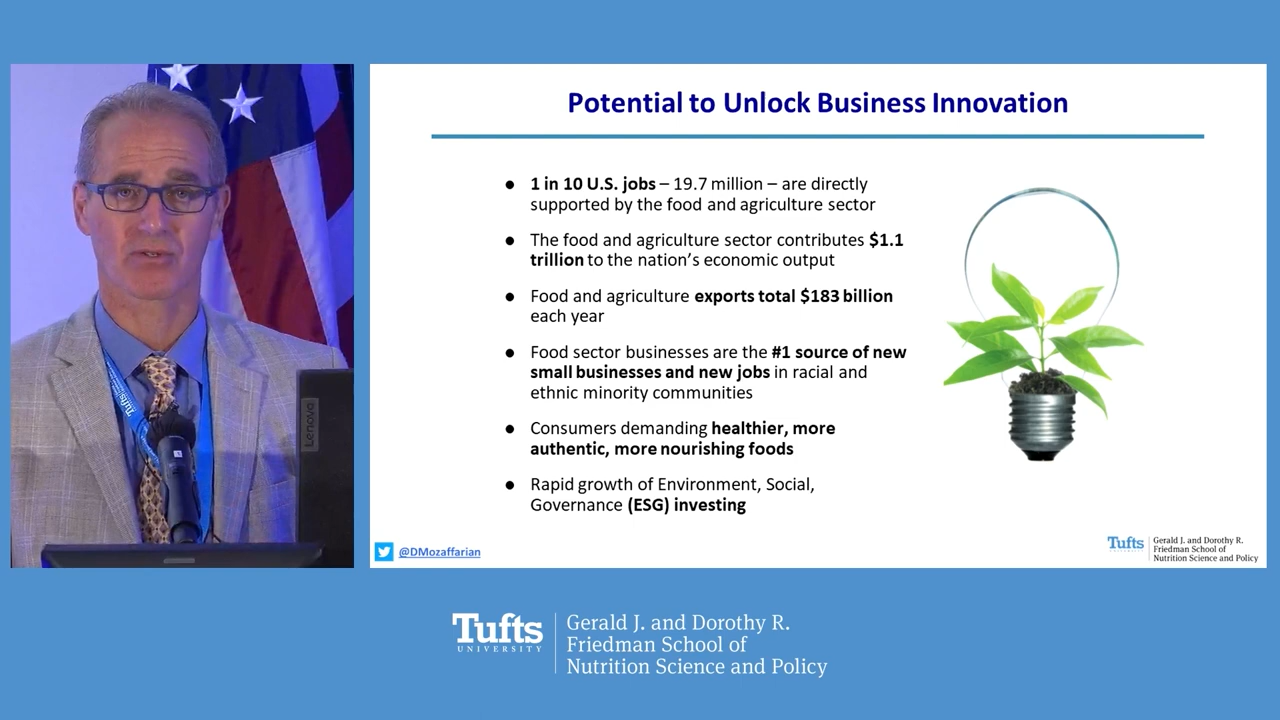 Potential to Unlock Business Innovation
● 1 in 10 U.S. jobs – 19.7 million – are directly
supported by the food and agriculture sector
● The food and agriculture sector contributes $1.1
trillion to the nation’s economic output
● Food and agriculture exports total $183 billion
each year
● Food sector businesses are the #1 source of new
small businesses and new jobs in racial and
ethnic minority communities
● Consumers demanding healthier, more
authentic, more nourishing foods
● Rapid growth of Environment, Social,
Governance (ESG) investing
@DMozaffarian
Tufts
UNIVERSITY
Gerald J. and Dorothy R.
Friedman School of
Nutrition Science and Policy
Lenovo
Tufts
Tufts
UNIVERSITY
Gerald J. and Dorothy R.
Friedman School of
Nutrition Science and Policy